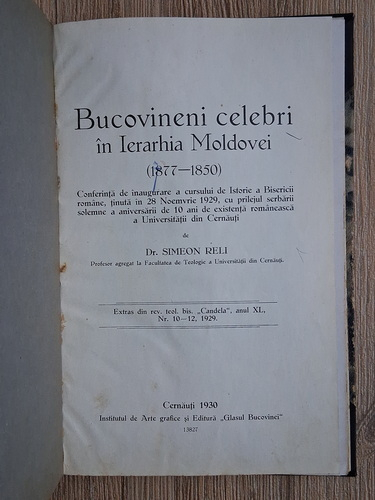 Bucovineni celebri
în Ierarhia Moldovei
(1877—1850)
Conferință de inaugurare a cursului de Istorie a Bisericii
române, ținută în 28 Noemvrie 1929, cu prilejul serbării
solemne a aniversării de 10 ani de existență românească
a Universității din Cernăuți
de
Dr. SIMEON RELI
Profesor agregat la Facultatea de Teologie a Universității din Cernăuți.
Extras din rev. teol. bis. „Candela", anul XL,
Nr. 10—12, 1929.
Cernăuți 1930
Institutul de Arte grafice și Editură „Glasul Bucovinei"
13827